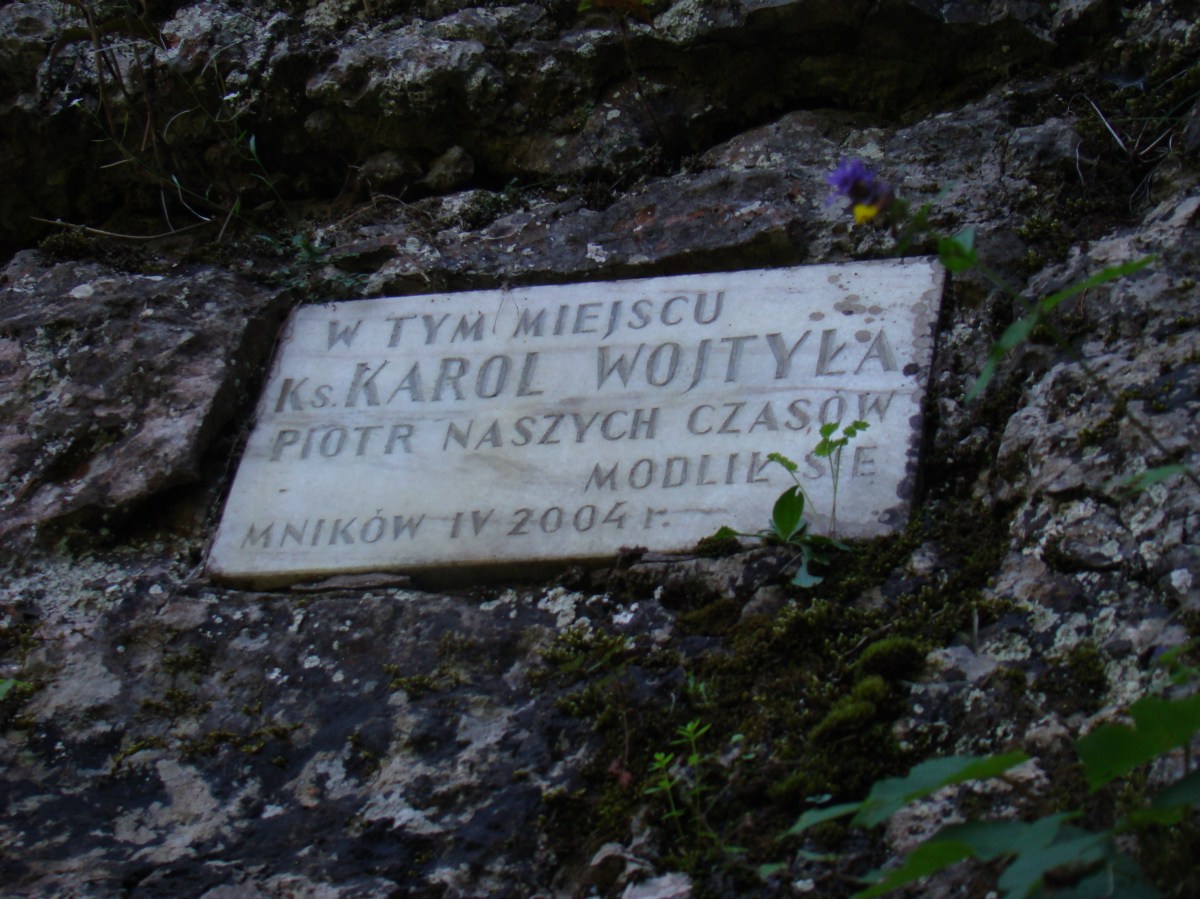 W TYM MIEJSCU
Ks. KAROL WOJTYŁA
PIOTR NASZYCH CZASÓW
MODLIŁ SIĘ
MNIKÓW IV 2004 r.